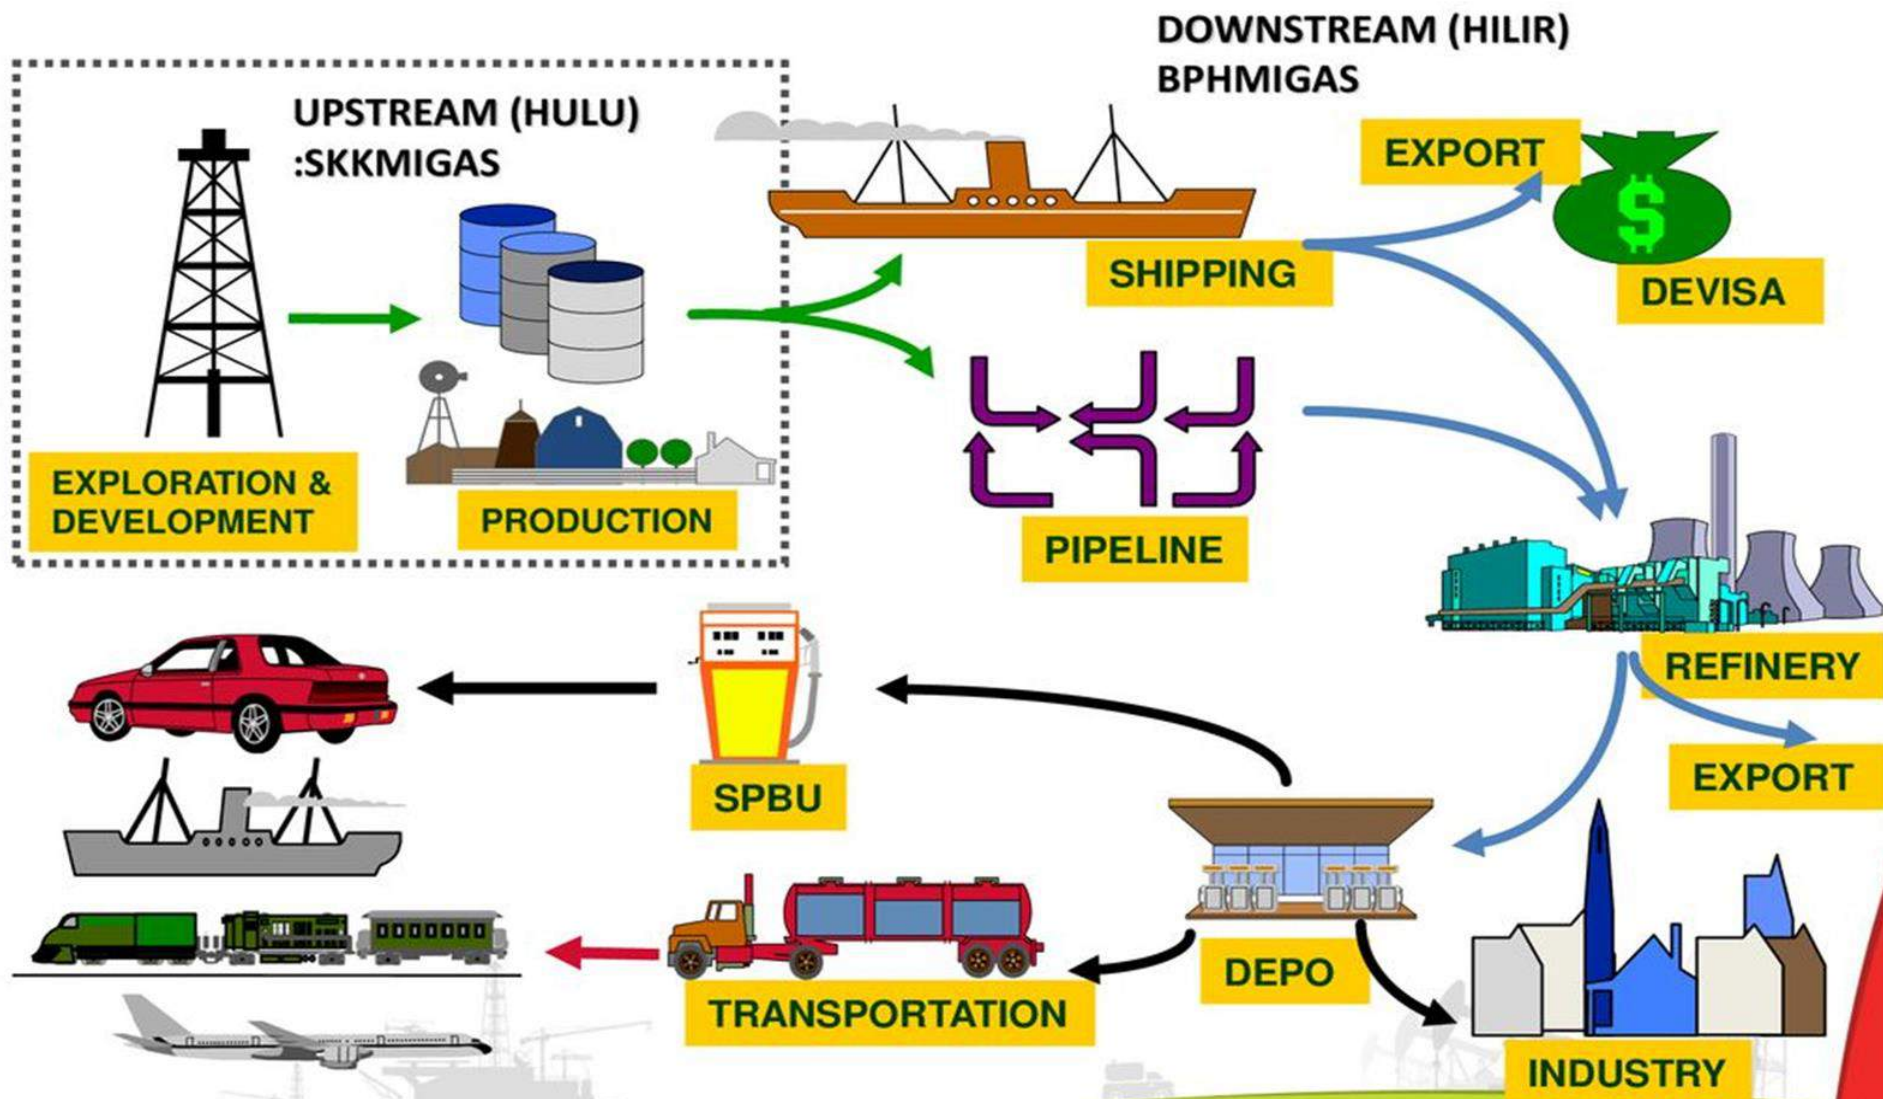 DOWNSTREAM (HILIR)
BPHMIGAS
UPSTREAM (HULU)
:SKKMIGAS
EXPORT
$
SHIPPING
DEVISA
EXPLORATION &
DEVELOPMENT
PRODUCTION
PIPELINE
REFINERY
EXPORT
SPBU
DEPO
TRANSPORTATION
INDUSTRY